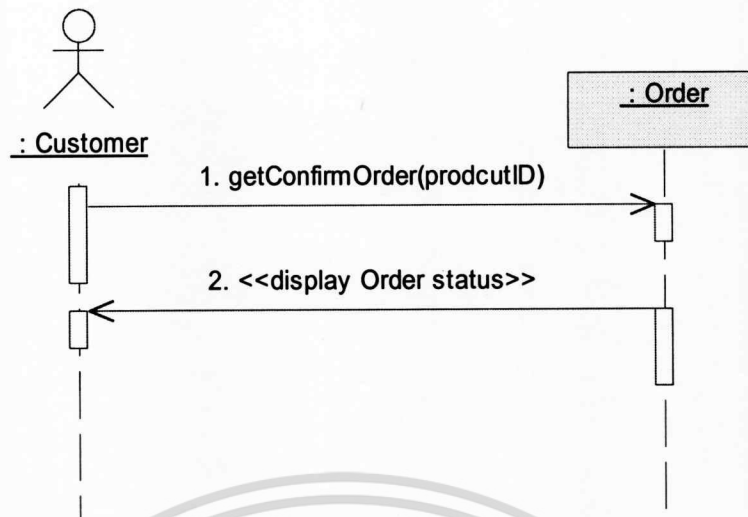 : Order
: Customer
1. getConfirmOrder(prodcutID)
2. <<display Order status>>